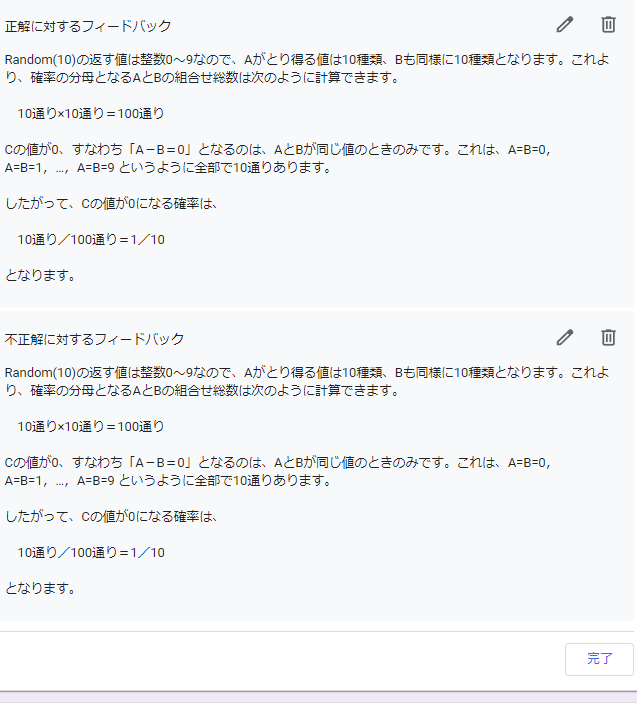 正解に対するフィードバック
Random(10)の返す値は整数0～9なので、Aがとり得る値は10種類、Bも同様に10種類となります。これよ
り、確率の分母となるAとBの組合せ総数は次のように計算できます。
10通り×10通り＝100通り
Cの値が0、すなわち「A－B＝0」となるのは、AとBが同じ値のときのみです。これは、A=B=0，
A=B=1，…，A=B=9 というように全部で10通りあります。
したがって、Cの値が0になる確率は、
10通り／100通り＝1／10
となります。
不正解に対するフィードバック
Random(10)の返す値は整数0～9なので、Aがとり得る値は10種類、Bも同様に10種類となります。これよ
り、確率の分母となるAとBの組合せ総数は次のように計算できます。
10通り×10通り＝100通り
Cの値が0、すなわち「A－B＝0」となるのは、AとBが同じ値のときのみです。これは、A=B=0，
A=B=1，…，A=B=9 というように全部で10通りあります。
したがって、Cの値が0になる確率は、
10通り／100通り＝1／10
となります。
完了